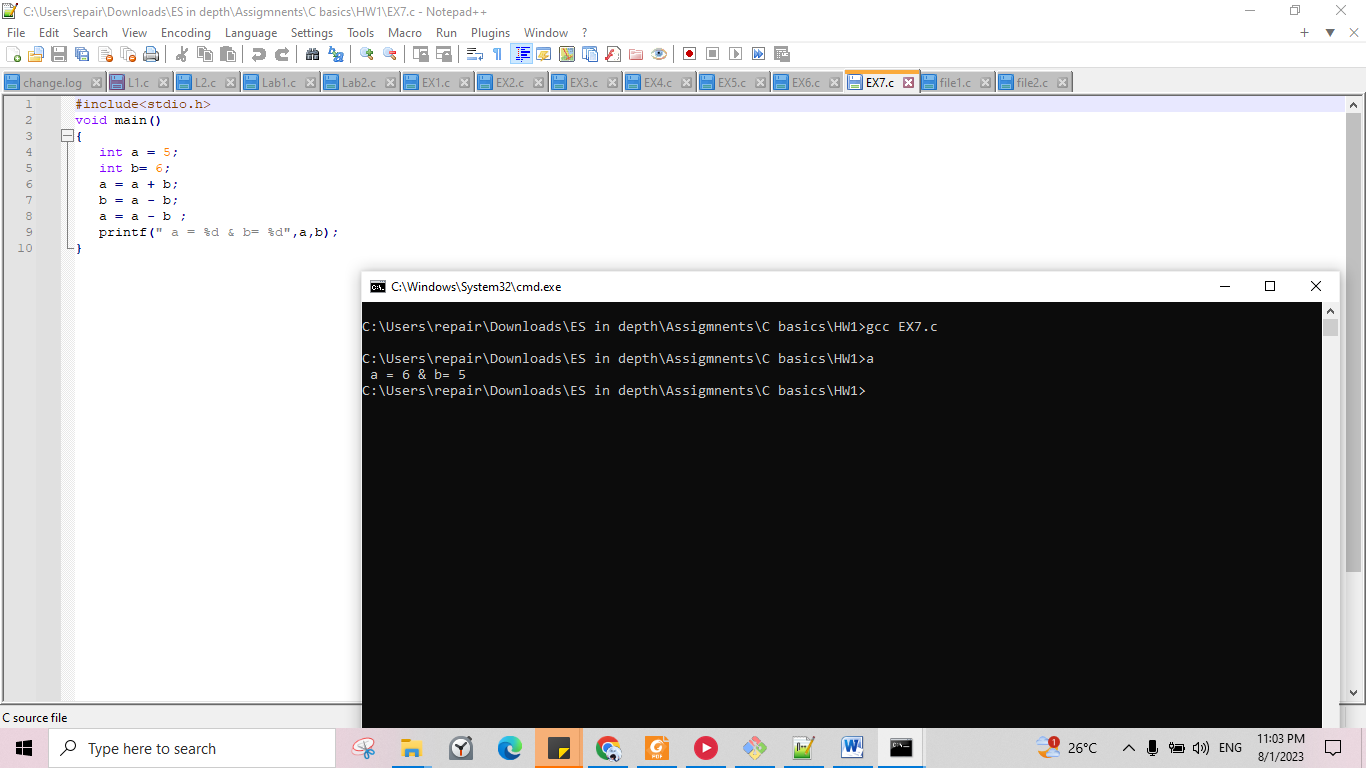 C:\Users\repair\Downloads\ES in depth\Assigmnents\C basics\HW1\EX7.c - Notepad++
File Edit Search View Encoding Language Settings Tools Macro Run Plugins Window ?
change.log L1.c L2.c Lab1.c Lab2.c EX1.c EX2.c EX3.c EX4.c EX5.c EX6.c EX7.c file1.c file2.c
1 #include<stdio.h>
2 void main()
3 {
4 int a = 5;
5 int b= 6;
6 a = a + b;
7 b = a - b;
8 a = a - b ;
9 printf(" a = %d & b= %d",a,b);
10 }
C:\Windows\System32\cmd.exe
C:\Users\repair\Downloads\ES in depth\Assigmnents\C basics\HW1>gcc EX7.c
C:\Users\repair\Downloads\ES in depth\Assigmnents\C basics\HW1>a
a = 6 & b= 5
C:\Users\repair\Downloads\ES in depth\Assigmnents\C basics\HW1>
C source file
Type here to search
26°C
ENG
11:03 PM
8/1/2023